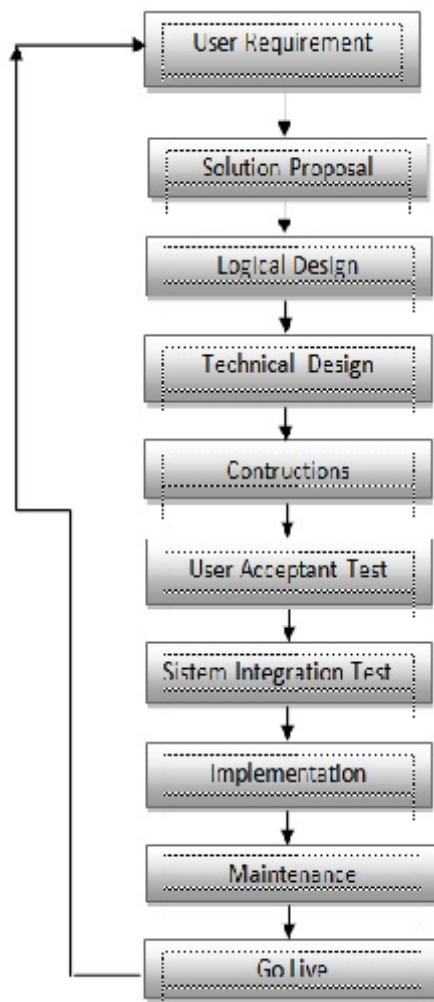 User Requirement
Solution Proposal
Logical Design
Technical Design
Contructions
User Acceptant Test
Sistem Integration Test
Implementation
Maintenance
Go Live